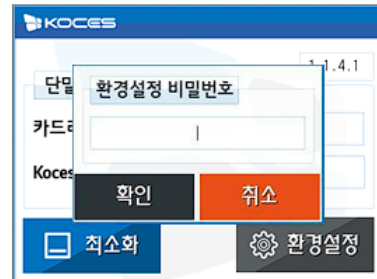 KOCES
1.1.4.1
단말
환경설정 비밀번호
카드리
Koces
확인
취소
최소화
환경설정